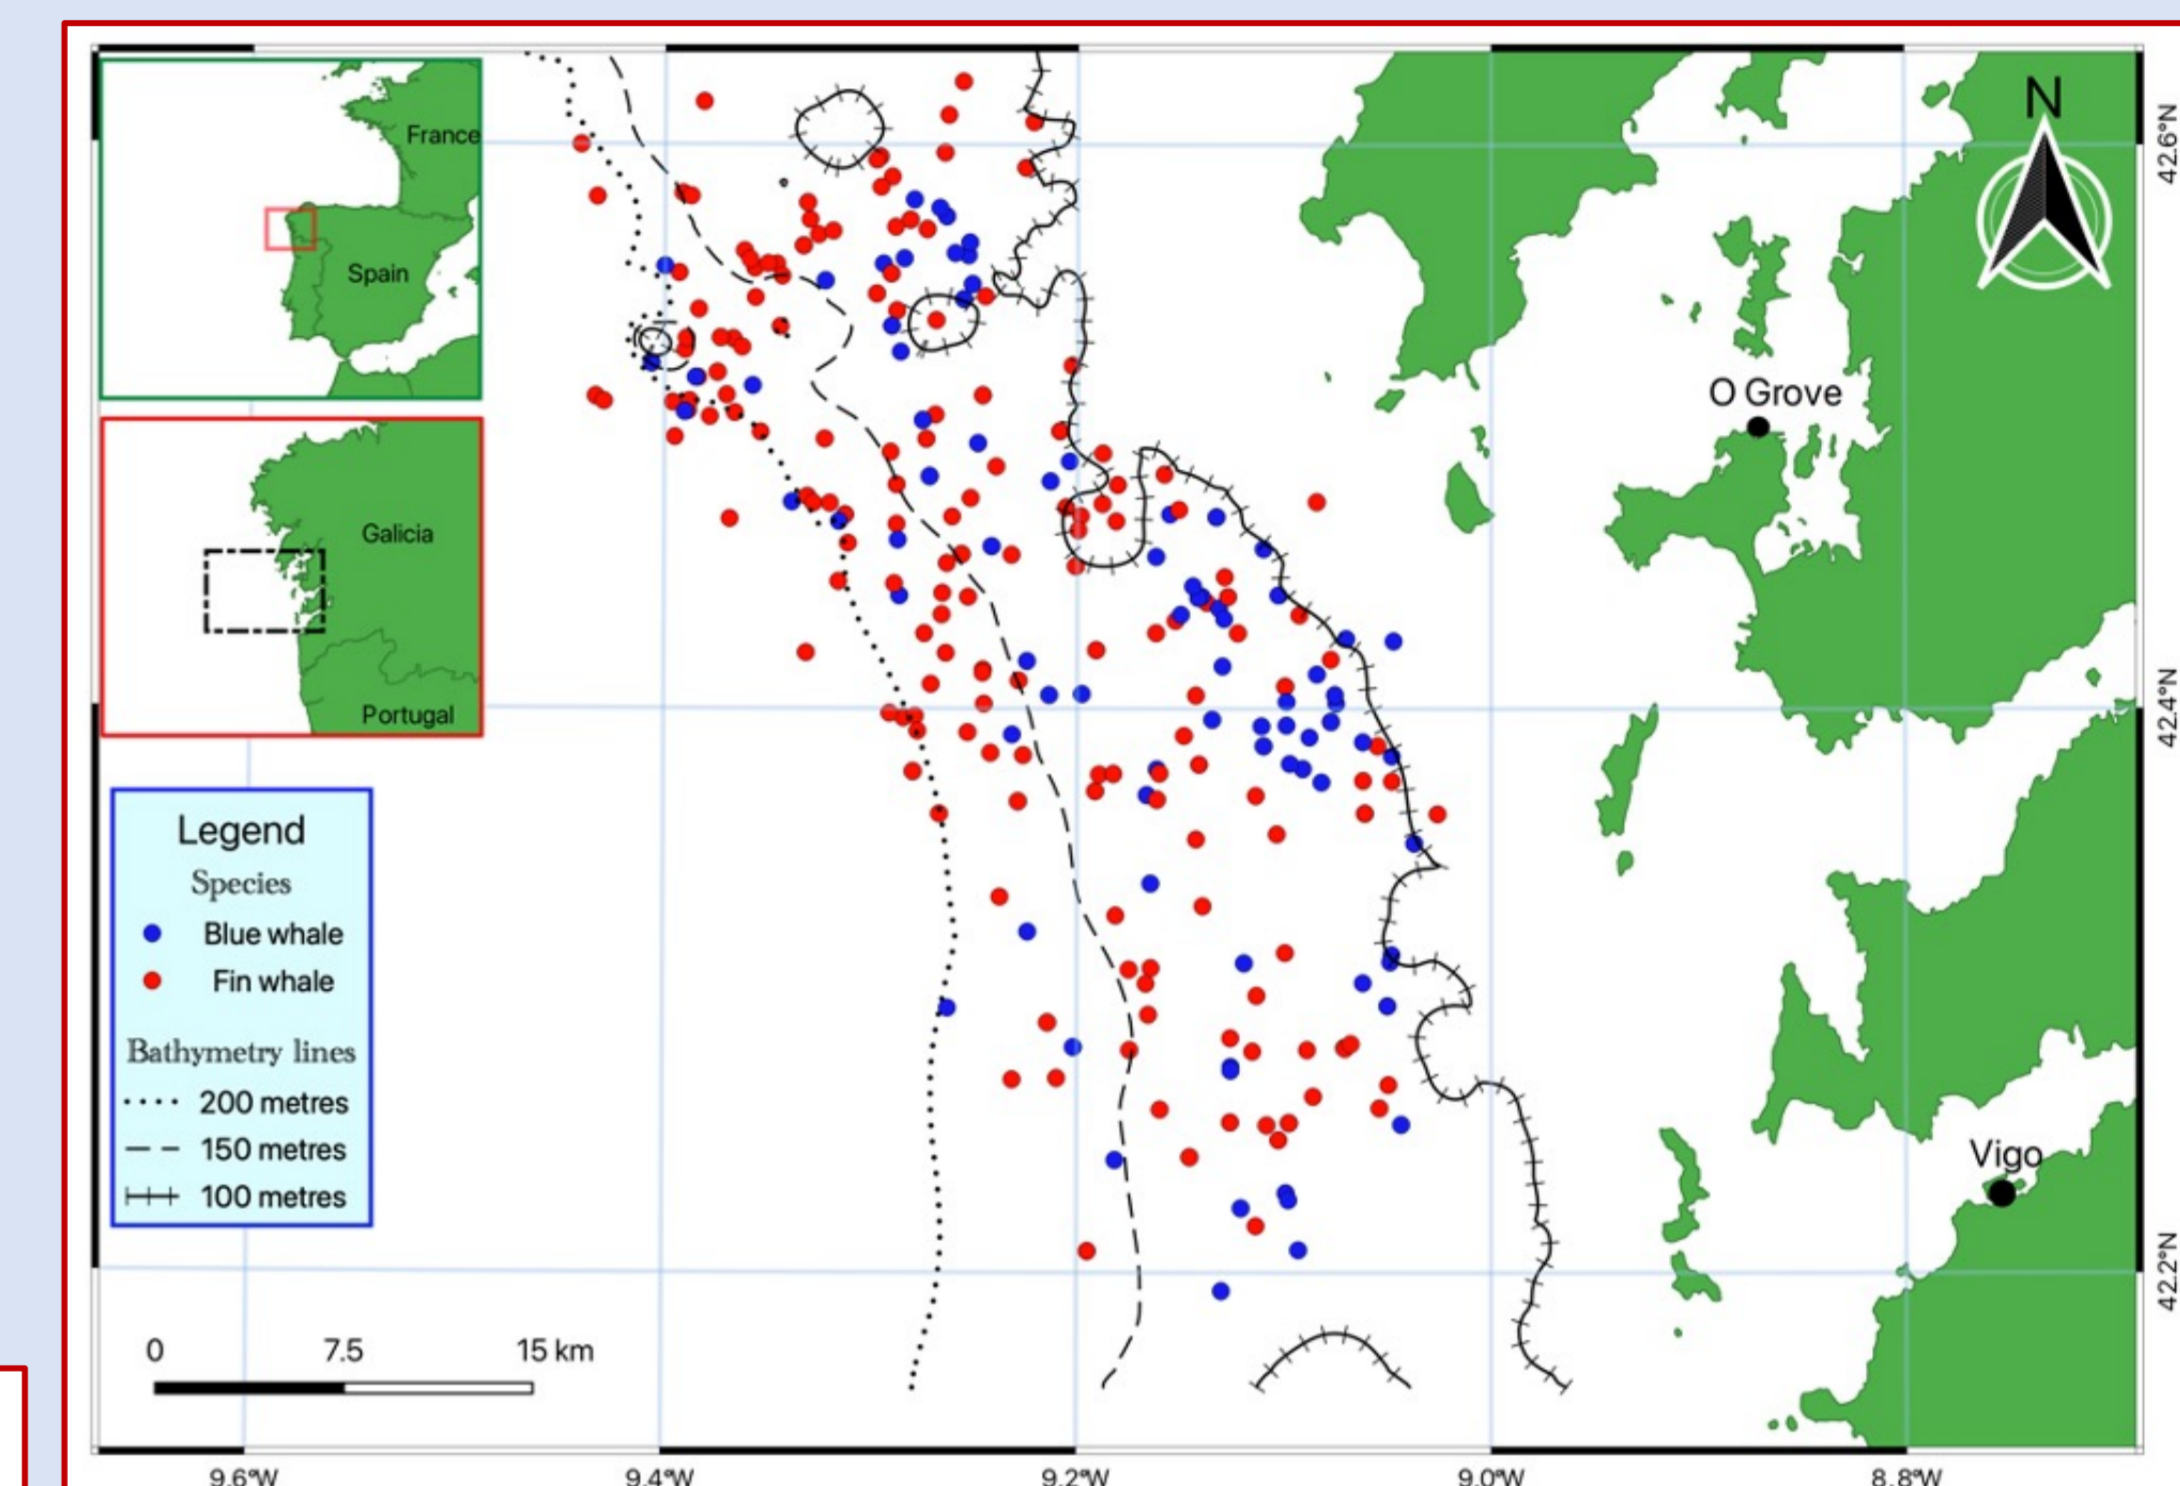 France
Spain
Galicia
Portugal
Legend
Species
Blue whale
Fin whale
Bathymetry lines
200 metres
150 metres
100 metres
0 7.5 15 km
N
O Grove
Vigo
42.6°N
42.4°N
42.2°N
9.6°W 9.4°W 9.2°W 9.0°W 8.8°W